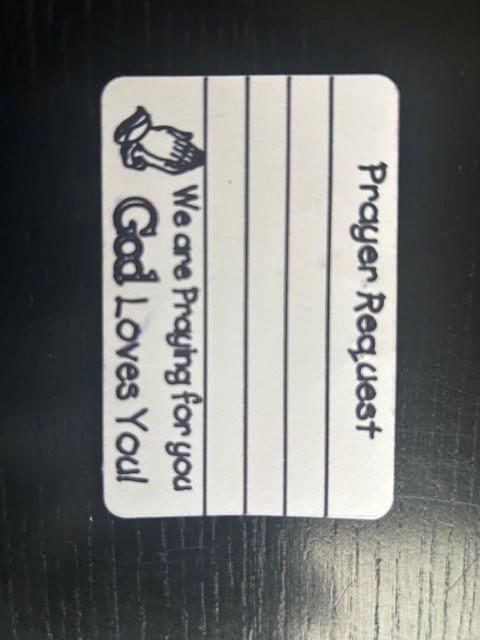 Prayer Request
We are Praying for you
God Loves You!